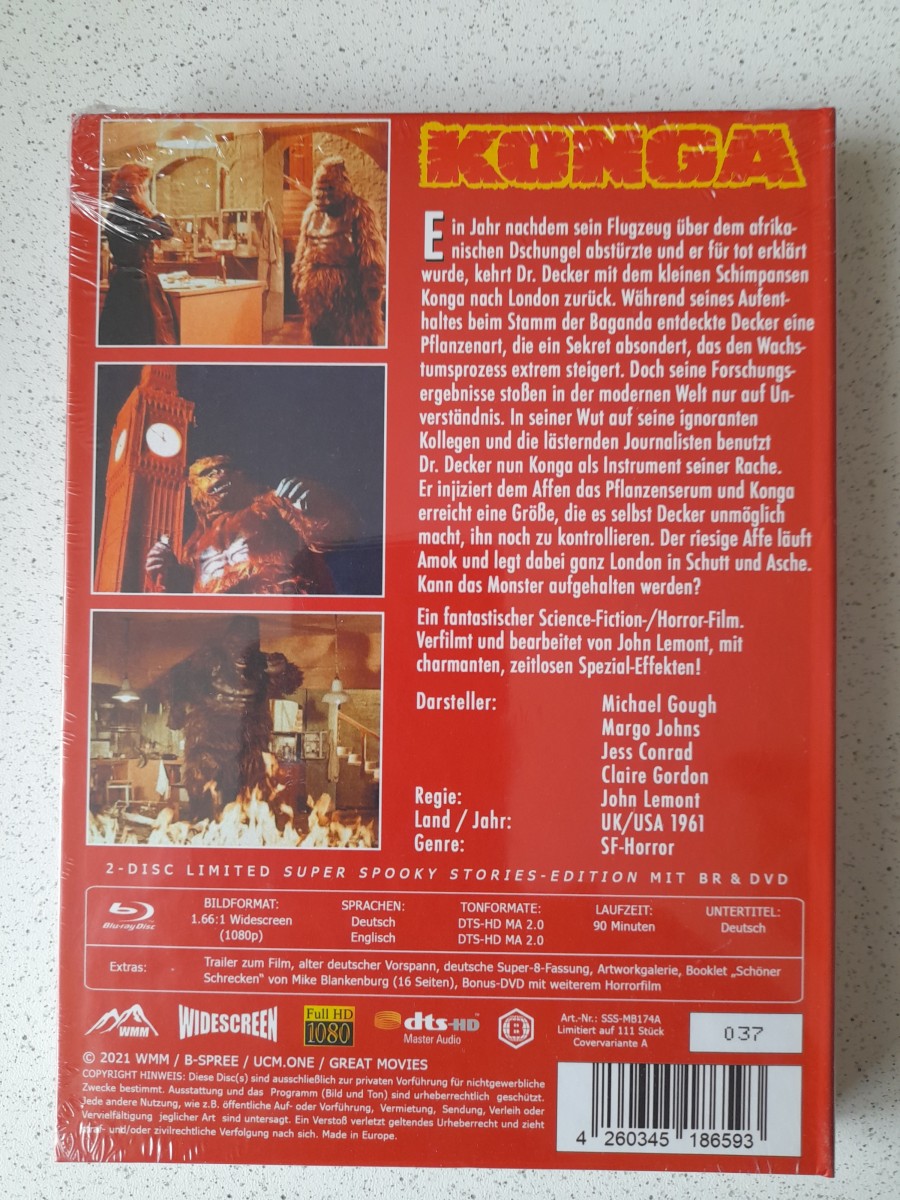 KONGA
Ein Jahr nachdem sein Flugzeug über dem afrika-
nischen Dschungel abstürzte und er für tot erklärt
wurde, kehrt Dr. Decker mit dem kleinen Schimpansen
Konga nach London zurück. Während seines Aufent-
haltes beim Stamm der Baganda entdeckte Decker eine
Pflanzenart, die ein Sekret absondert, das den Wachs-
tumsprozess extrem steigert. Doch seine Forschungs-
ergebnisse stoßen in der modernen Welt nur auf Un-
verständnis. In seiner Wut auf seine ignoranten
Kollegen und die lästernden Journalisten benutzt
Dr. Decker nun Konga als Instrument seiner Rache.
Er injiziert dem Affen das Pflanzenserum und Konga
erreicht eine Größe, die es selbst Decker unmöglich
macht, ihn noch zu kontrollieren. Der riesige Affe läuft
Amok und legt dabei ganz London in Schutt und Asche.
Kann das Monster aufgehalten werden?
Ein fantastischer Science-Fiction-/Horror-Film.
Verfilmt und bearbeitet von John Lemont, mit
charmanten, zeitlosen Spezial-Effekten!
Darsteller: Michael Gough
Margo Johns
Jess Conrad
Claire Gordon
Regie: John Lemont
Land / Jahr: UK/USA 1961
Genre: SF-Horror
2-DISC LIMITED SUPER SPOOKY STORIES-EDITION MIT BR & DVD
Blu-ray Disc
BILDFORMAT:
1.66:1 Widescreen
(1080p)
SPRACHEN:
Deutsch
Englisch
TONFORMATE:
DTS-HD MA 2.0
DTS-HD MA 2.0
LAUFZEIT:
90 Minuten
UNTERTITEL:
Deutsch
Extras: Trailer zum Film, alter deutscher Vorspann, deutsche Super-8-Fassung, Artworkgalerie, Booklet „Schöner
Schrecken" von Mike Blankenburg (16 Seiten), Bonus-DVD mit weiterem Horrorfilm
WMM
WIDESCREEN
Full HD
1080
dts-HD
Master Audio
B
Art.-Nr.: SSS-MB174A
Limitiert auf 111 Stück
Covervariante A
037
© 2021 WMM / B-SPREE / UCM.ONE / GREAT MOVIES
COPYRIGHT HINWEIS: Diese Disc(s) sind ausschließlich zur privaten Vorführung für nichtgewerbliche
Zwecke bestimmt. Ausstattung und das Programm (Bild und Ton) sind urheberrechtlich geschützt.
Jede andere Nutzung, wie z.B. öffentliche Auf- oder Vorführung, Vermietung, Sendung, Verleih oder
Vervielfältigung jeglicher Art sind untersagt. Ein Verstoß verletzt geltendes Urheberrecht und zieht
straf- und/oder zivilrechtliche Verfolgung nach sich. Made in Europe.
4 260345 186593